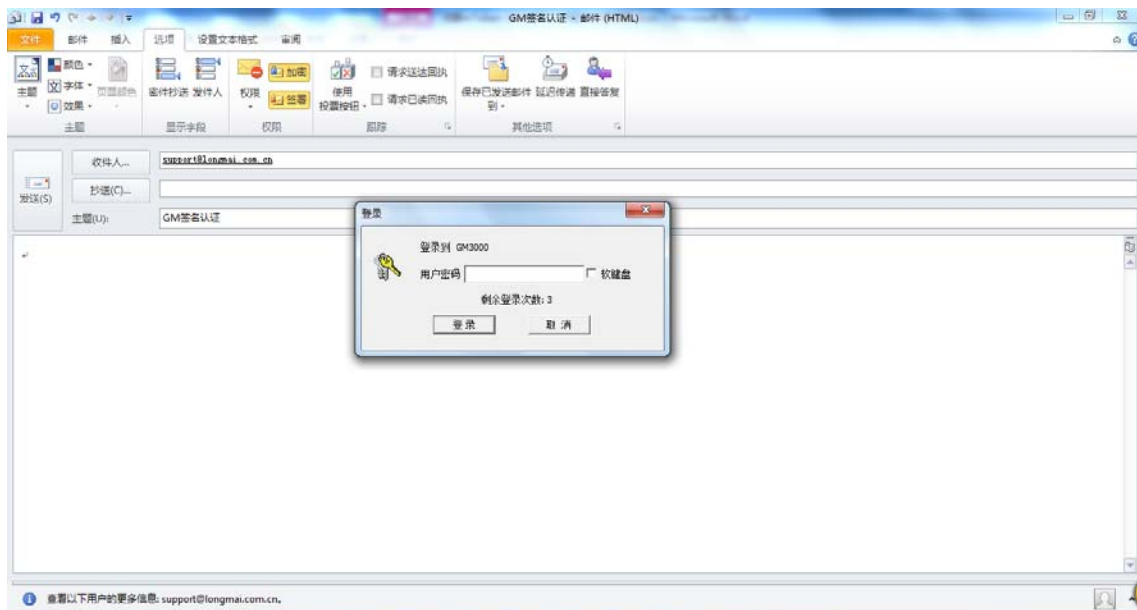 GM签名认证 - 邮件 (HTML)
文件 邮件 插入 选项 设置文本格式 审阅
主题 颜色 字体 效果 页面颜色 密件抄送 发件人 权限 加密 签署 使用投票按钮 请求送达回执 请求已读回执 保存已发送邮件到 延迟传递 直接答复
主题 显示字段 权限 跟踪 其他选项
发送(S)
收件人... support@longmai.com.cn
抄送(C)...
主题(U): GM签名认证
登录
登录到 GM3000
用户密码 软键盘
剩余登录次数: 3
登录 取消
查看以下用户的更多信息: support@longmai.com.cn。